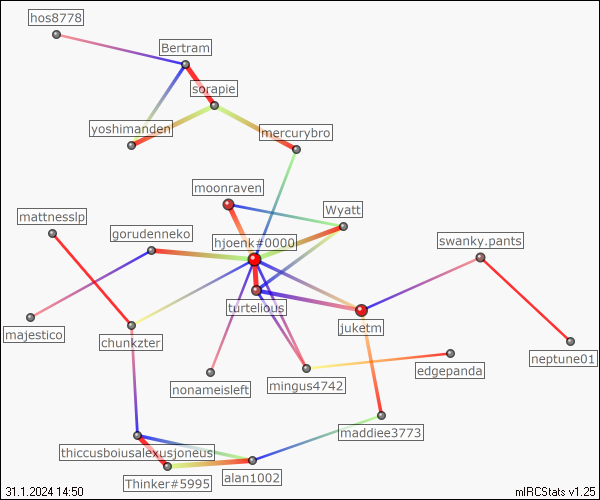 hos8778
Bertram
sorapie
yoshimanden
mercurybro
moonraven
mattnesslp
Wyatt
gorudenneko
hjoenk#0000
swanky.pants
turtelious
juketm
majestico
chunkzter
neptune01
edgepanda
nonameisleft
mingus4742
maddiee3773
thiccusboiusalexusjoneus
Thinker#5995
alan1002
31.1.2024 14:50
mIRCStats v1.25